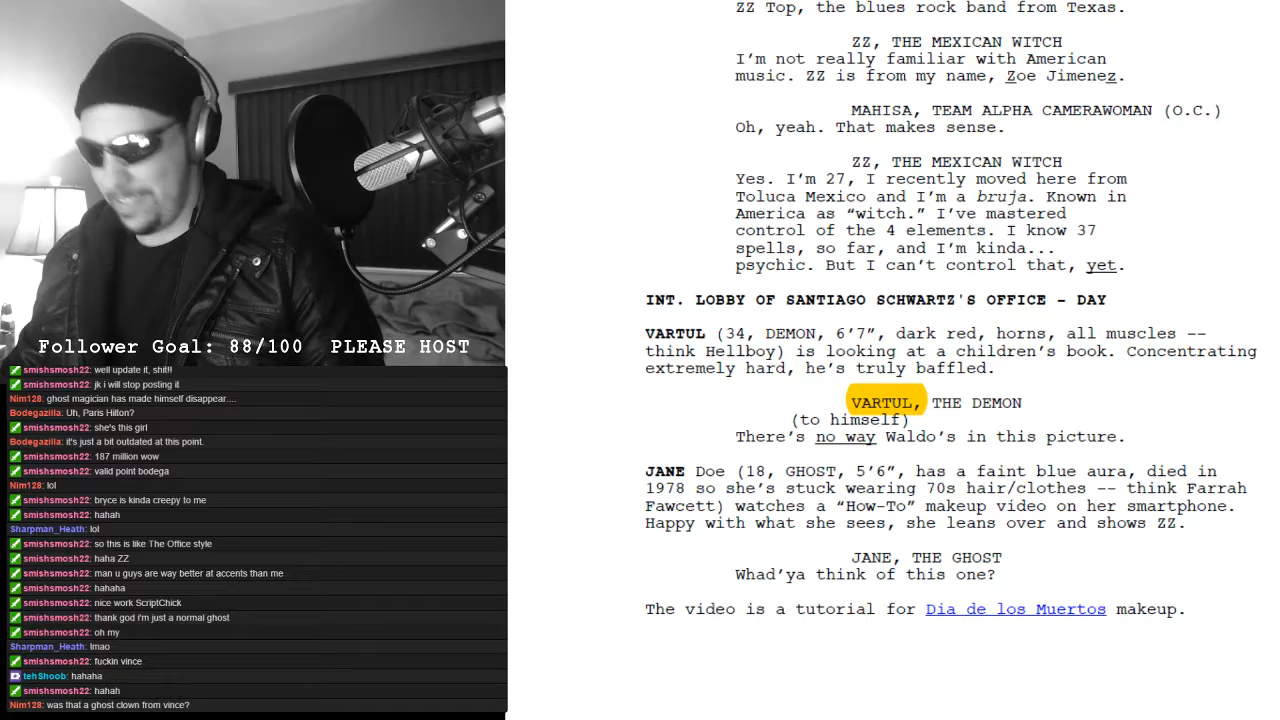 Follower Goal: 88/100 PLEASE HOST
smishsmosh22: well update it, shit!!
smishsmosh22: jk i will stop posting it
Nim128: ghost magician has made himself disappear....
Bodegazilla: Uh, Paris Hilton?
smishsmosh22: she's this girl
Bodegazilla: it's just a bit outdated at this point.
smishsmosh22: 187 million wow
smishsmosh22: valid point bodega
Nim128: lol
smishsmosh22: bryce is kinda creepy to me
smishsmosh22: hahah
Sharpman_Heath: lol
smishsmosh22: so this is like The Office style
smishsmosh22: haha ZZ
smishsmosh22: man u guys are way better at accents than me
smishsmosh22: hahaha
smishsmosh22: nice work ScriptChick
smishsmosh22: thank god i'm just a normal ghost
smishsmosh22: oh my
Sharpman_Heath: lmao
smishsmosh22: fuckin vince
tehShoob: hahaha
smishsmosh22: hahah
Nim128: was that a ghost clown from vince?
ZZ Top, the blues rock band from Texas.
ZZ, THE MEXICAN WITCH
I'm not really familiar with American
music. ZZ is from my name, Zoe Jimenez.
MAHISA, TEAM ALPHA CAMERAWOMAN (O.C.)
Oh, yeah. That makes sense.
ZZ, THE MEXICAN WITCH
Yes. I'm 27, I recently moved here from
Toluca Mexico and I'm a bruja. Known in
America as “witch.” I've mastered
control of the 4 elements. I know 37
spells, so far, and I'm kinda...
psychic. But I can't control that, yet.
INT. LOBBY OF SANTIAGO SCHWARTZ'S OFFICE - DAY
VARTUL (34, DEMON, 6’7”, dark red, horns, all muscles --
think Hellboy) is looking at a children's book. Concentrating
extremely hard, he's truly baffled.
VARTUL, THE DEMON
(to himself)
There's no way Waldo's in this picture.
JANE Doe (18, GHOST, 5’6”, has a faint blue aura, died in
1978 so she's stuck wearing 70s hair/clothes -- think Farrah
Fawcett) watches a “How-To” makeup video on her smartphone.
Happy with what she sees, she leans over and shows ZZ.
JANE, THE GHOST
Whad'ya think of this one?
The video is a tutorial for Dia de los Muertos makeup.